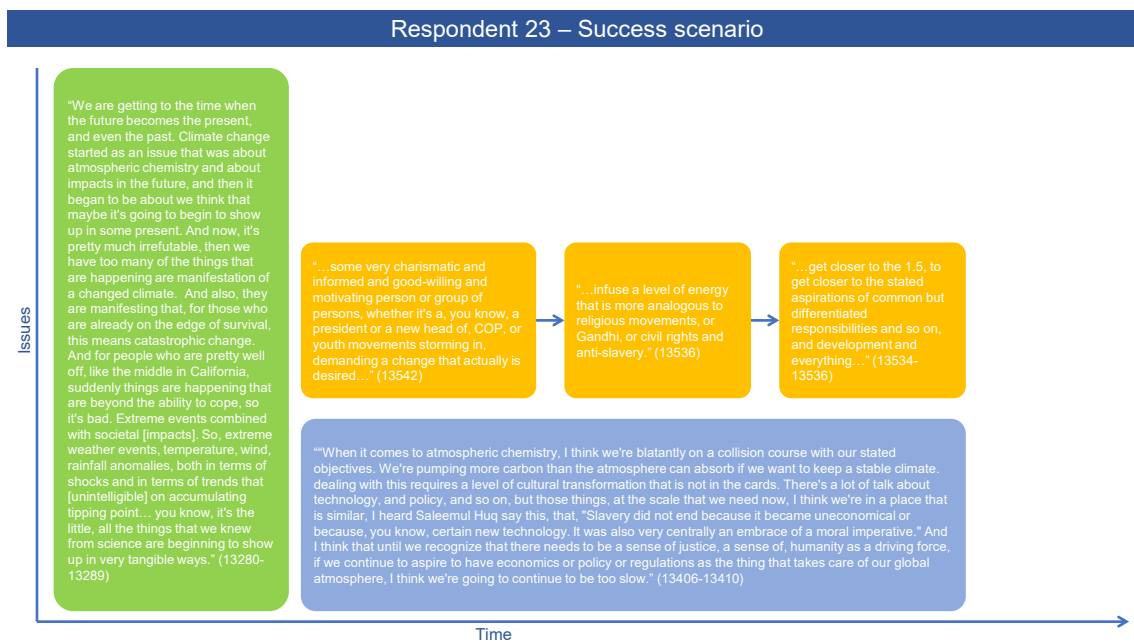 Respondent 23 – Success scenario
Issues
“We are getting to the time when
the future becomes the present,
and even the past. Climate change
started as an issue that was about
atmospheric chemistry and about
impacts in the future, and then it
began to be about we think that
maybe it's going to begin to show
up in some present. And now, it's
pretty much irrefutable, then we
have too many of the things that
are happening are manifestation of
a changed climate. And also, they
are manifesting that, for those who
are already on the edge of survival,
this means catastrophic change.
And for people who are pretty well
off, like the middle in California,
suddenly things are happening that
are beyond the ability to cope, so
it's bad. Extreme events combined
with societal [impacts]. So, extreme
weather events, temperature, wind,
rainfall anomalies, both in terms of
shocks and in terms of trends that
[unintelligible] on accumulating
tipping point… you know, it's the
little, all the things that we knew
from science are beginning to show
up in very tangible ways.” (13280-
13289)
“…some very charismatic and
informed and good-willing and
motivating person or group of
persons, whether it's a, you know, a
president or a new head of, COP, or
youth movements storming in,
demanding a change that actually is
desired…” (13542)
“…infuse a level of energy
that is more analogous to
religious movements, or
Gandhi, or civil rights and
anti-slavery.” (13536)
“…get closer to the 1.5, to
get closer to the stated
aspirations of common but
differentiated
responsibilities and so on,
and development and
everything…” (13534-
13536)
““When it comes to atmospheric chemistry, I think we're blatantly on a collision course with our stated
objectives. We're pumping more carbon than the atmosphere can absorb if we want to keep a stable climate.
dealing with this requires a level of cultural transformation that is not in the cards. There's a lot of talk about
technology, and policy, and so on, but those things, at the scale that we need now, I think we're in a place that
is similar, I heard Saleemul Huq say this, that, "Slavery did not end because it became uneconomical or
because, you know, certain new technology. It was also very centrally an embrace of a moral imperative." And
I think that until we recognize that there needs to be a sense of justice, a sense of, humanity as a driving force,
if we continue to aspire to have economics or policy or regulations as the thing that takes care of our global
atmosphere, I think we're going to continue to be too slow.” (13406-13410)
Time